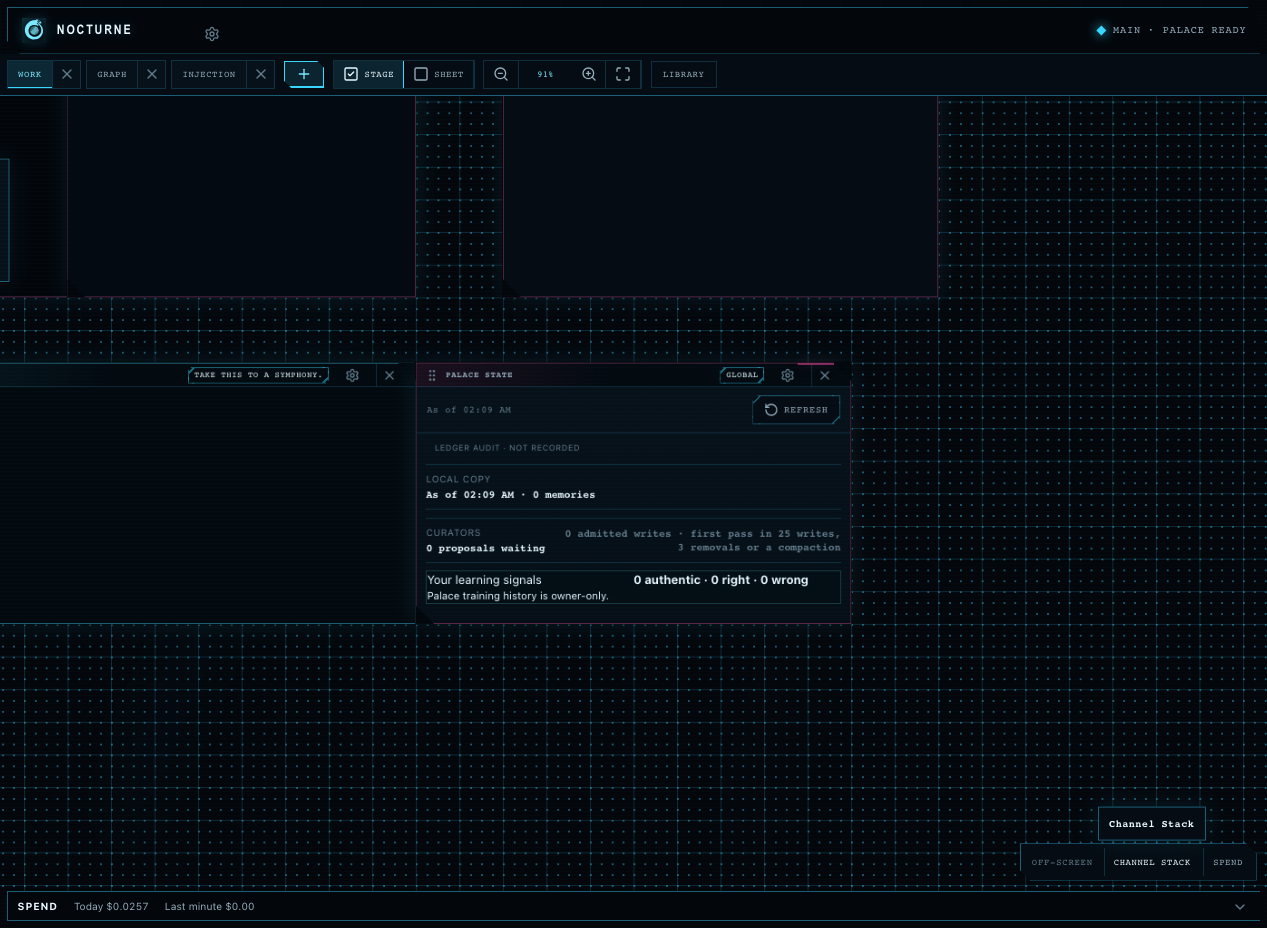 NOCTURNE
MAIN · PALACE READY
WORK
GRAPH
INJECTION
STAGE
SHEET
91%
LIBRARY
TAKE THIS TO A SYMPHONY.
PALACE STATE
GLOBAL
As of 02:09 AM
REFRESH
LEDGER AUDIT · NOT RECORDED
LOCAL COPY
As of 02:09 AM · 0 memories
CURATORS
0 proposals waiting
0 admitted writes · first pass in 25 writes,
3 removals or a compaction
Your learning signals
0 authentic · 0 right · 0 wrong
Palace training history is owner-only.
Channel Stack
OFF-SCREEN
CHANNEL STACK
SPEND
SPEND
Today $0.0257
Last minute $0.00